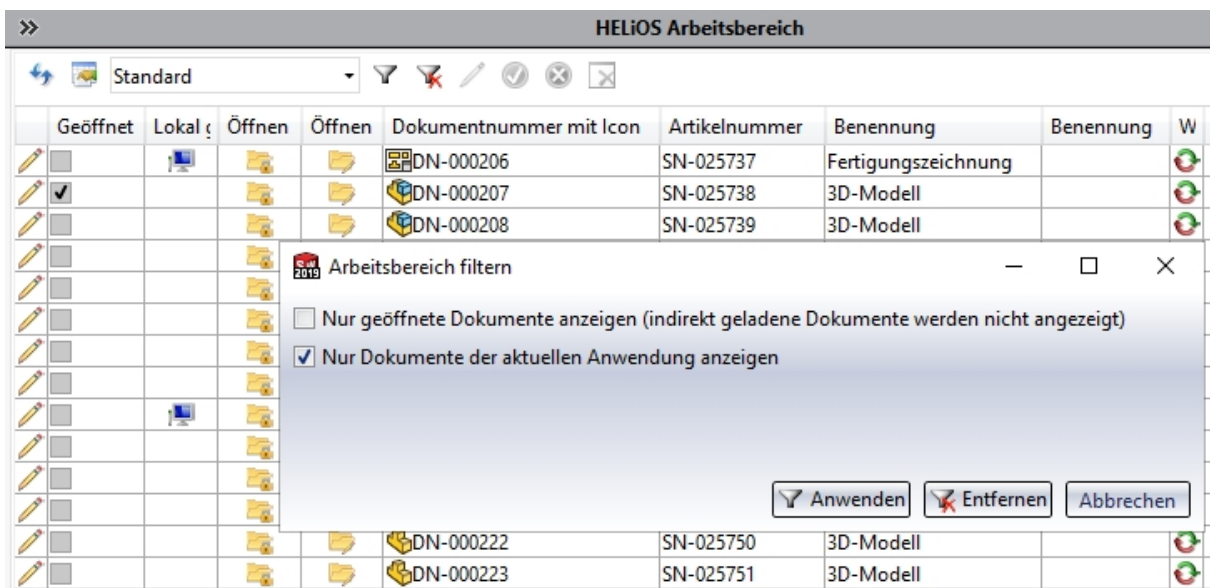 HELiOS Arbeitsbereich
Standard
Geöffnet Lokal Öffnen Öffnen Dokumentnummer mit Icon Artikelnummer Benennung Benennung W
DN-000206 SN-025737 Fertigungszeichnung
DN-000207 SN-025738 3D-Modell
DN-000208 SN-025739 3D-Modell
SW 2019 Arbeitsbereich filtern
Nur geöffnete Dokumente anzeigen (indirekt geladene Dokumente werden nicht angezeigt)
Nur Dokumente der aktuellen Anwendung anzeigen
Anwenden Entfernen Abbrechen
DN-000222 SN-025750 3D-Modell
DN-000223 SN-025751 3D-Modell